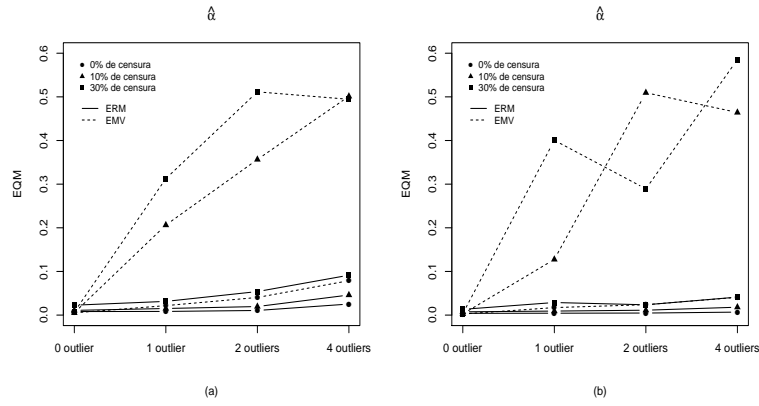 α̂
EQM
0.6
0.5
0.4
0.3
0.2
0.1
0.0
0% de censura
10% de censura
30% de censura
ERM
EMV
0 outlier
1 outlier
2 outliers
4 outliers
(a)
α̂
EQM
0.6
0.5
0.4
0.3
0.2
0.1
0.0
0% de censura
10% de censura
30% de censura
ERM
EMV
0 outlier
1 outlier
2 outliers
4 outliers
(b)